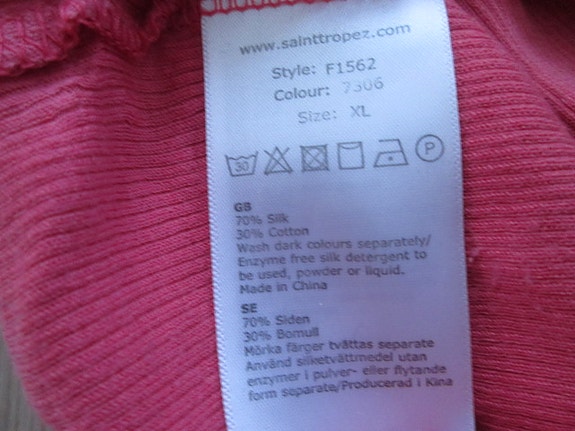 www.sainttropez.com
Style: F1562
Colour: 7306
Size: XL
30 P
GB
70% Silk
30% Cotton
Wash dark colours separately/
Enzyme free silk detergent to
be used, powder or liquid.
Made in China
SE
70% Siden
30% Bomull
Mörka färger tvättas separate
Använd silketvättmedel utan
enzymer i pulver- eller flytande
form separate/Producerad i Kina